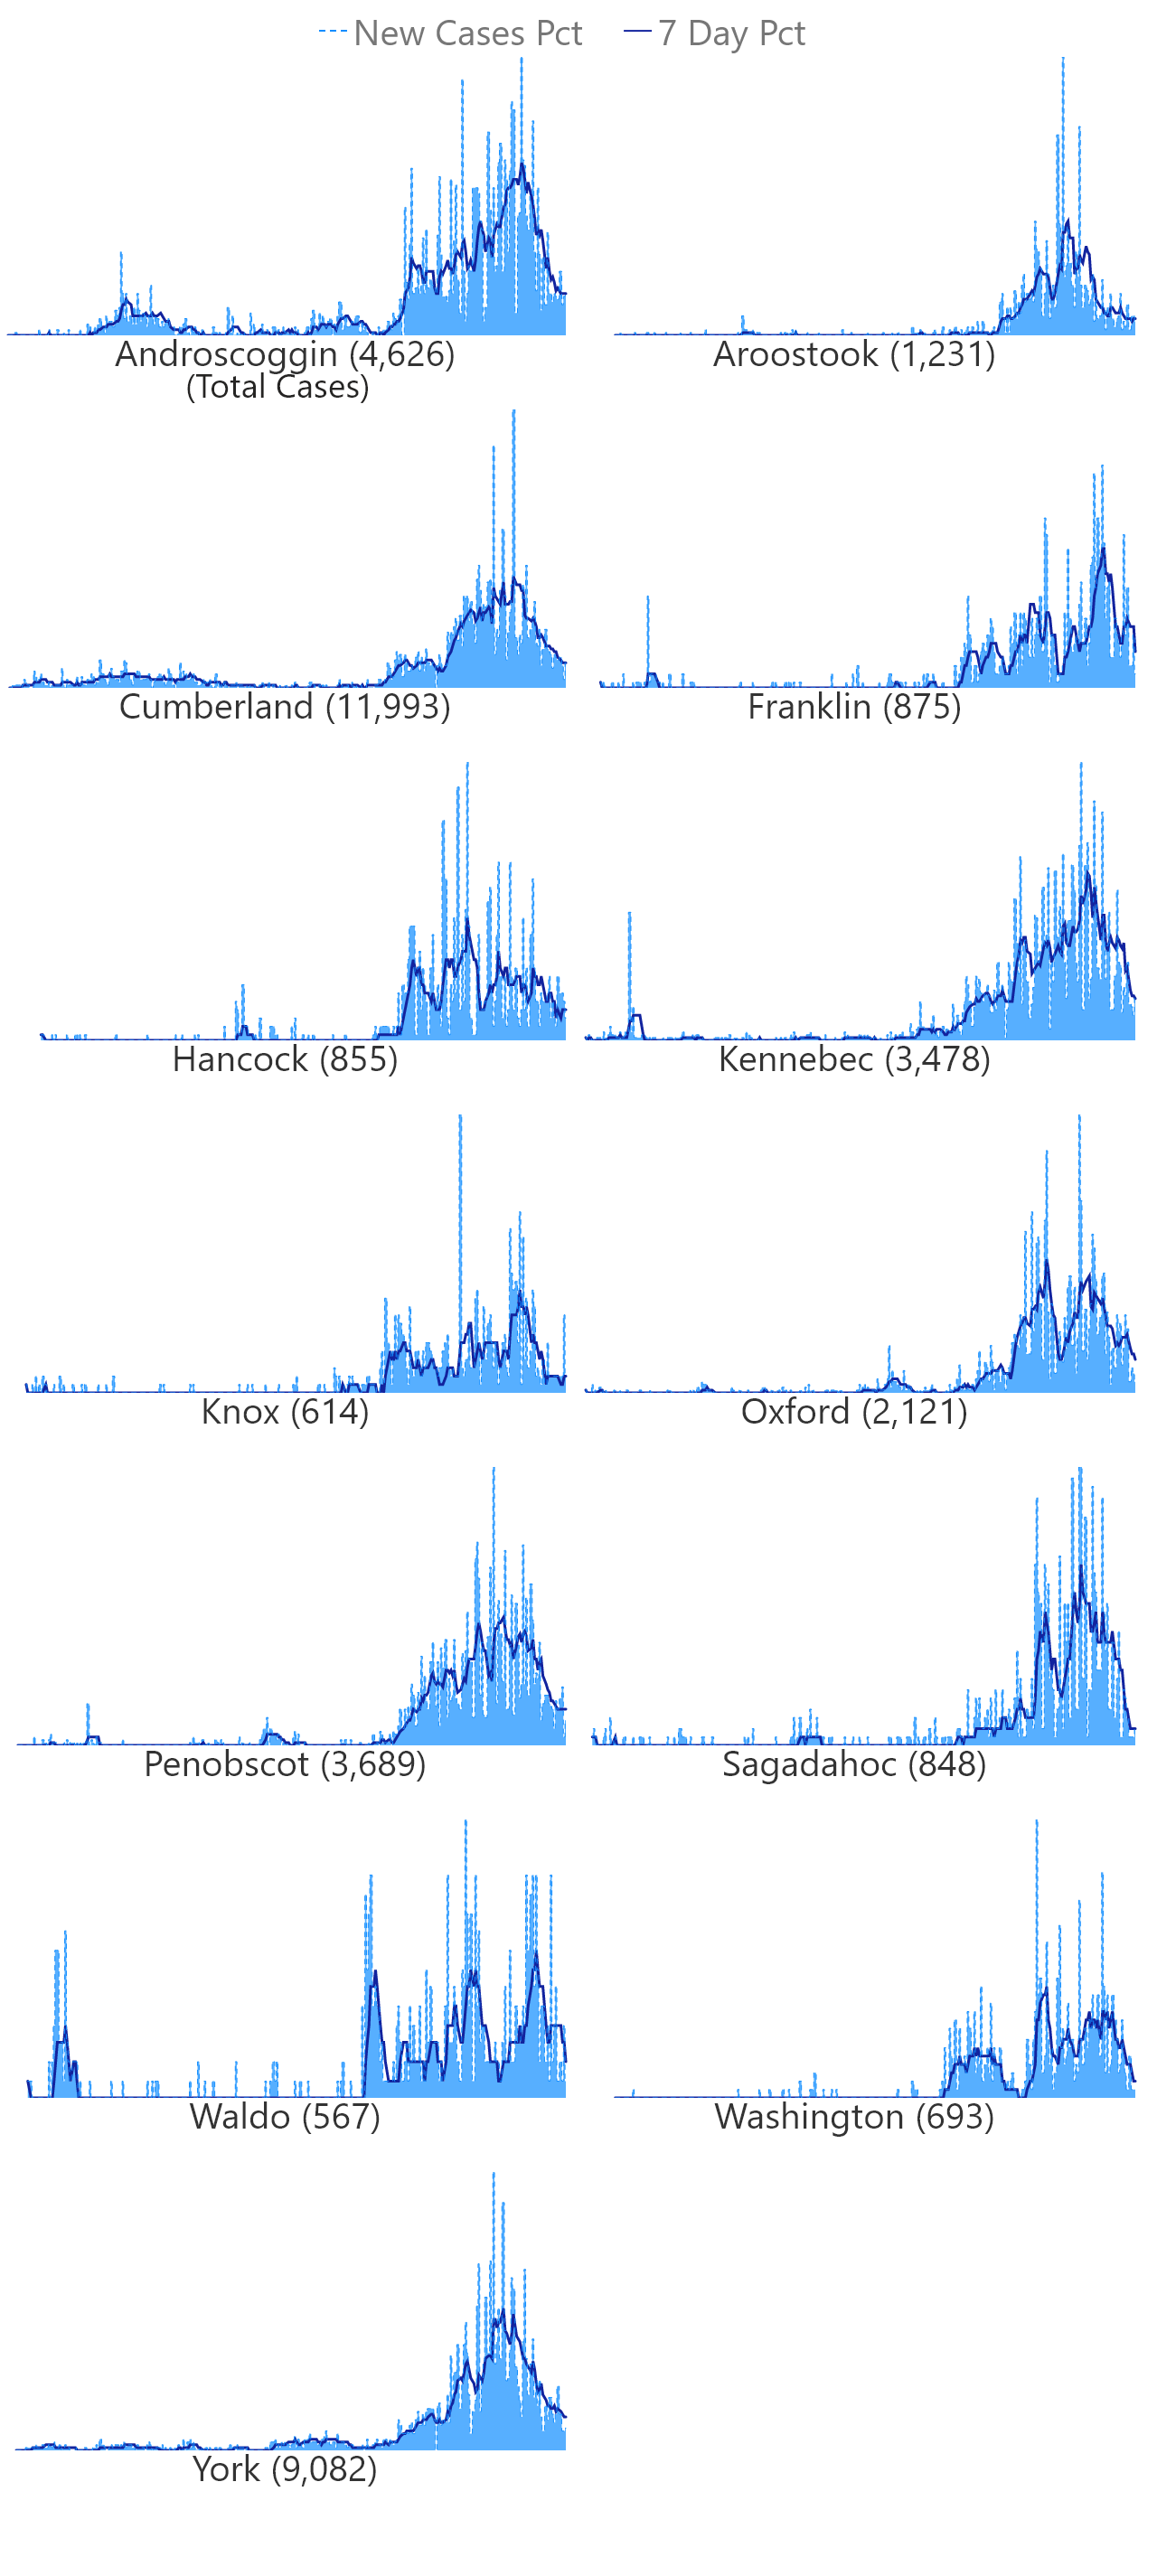 New Cases Pct 7 Day Pct
Androscoggin (4,626) Aroostook (1,231)
(Total Cases)
Cumberland (11,993) Franklin (875)
Hancock (855) Kennebec (3,478)
Knox (614) Oxford (2,121)
Penobscot (3,689) Sagadahoc (848)
Waldo (567) Washington (693)
York (9,082)